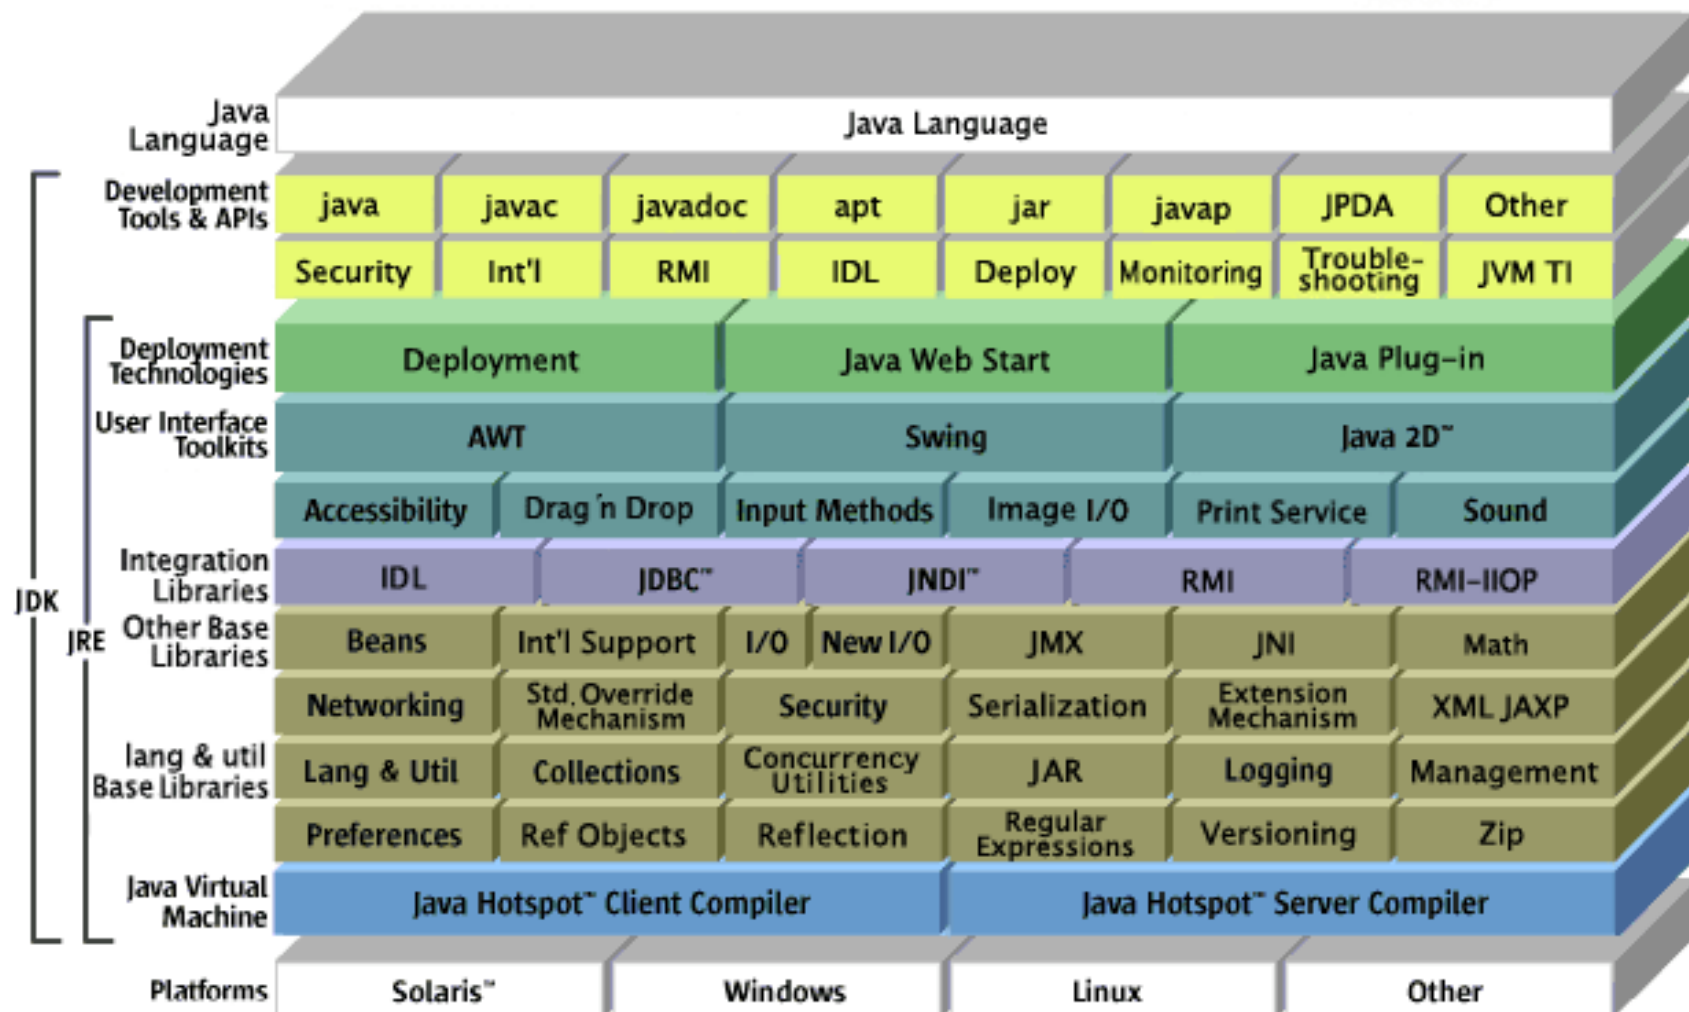 Java
Language
Java Language
JDK
Development
Tools & APIs
java
javac
javadoc
apt
jar
javap
JPDA
Other
Security
Int'l
RMI
IDL
Deploy
Monitoring
Trouble-
shooting
JVM TI
JRE
Deployment
Technologies
Deployment
Java Web Start
Java Plug-in
User Interface
Toolkits
AWT
Swing
Java 2D™
Accessibility
Drag 'n Drop
Input Methods
Image I/O
Print Service
Sound
Integration
Libraries
IDL
JDBC™
JNDI™
RMI
RMI-IIOP
Other Base
Libraries
Beans
Int'l Support
I/O
New I/O
JMX
JNI
Math
Networking
Std. Override
Mechanism
Security
Serialization
Extension
Mechanism
XML JAXP
lang & util
Base Libraries
Lang & Util
Collections
Concurrency
Utilities
JAR
Logging
Management
Preferences
Ref Objects
Reflection
Regular
Expressions
Versioning
Zip
Java Virtual
Machine
Java Hotspot™ Client Compiler
Java Hotspot™ Server Compiler
Platforms
Solaris™
Windows
Linux
Other